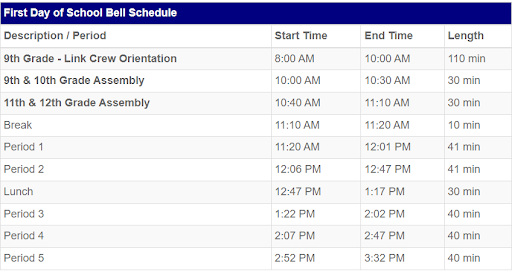 First Day of School Bell Schedule
Description / Period Start Time End Time Length
9th Grade - Link Crew Orientation 8:00 AM 10:00 AM 110 min
9th & 10th Grade Assembly 10:00 AM 10:30 AM 30 min
11th & 12th Grade Assembly 10:40 AM 11:10 AM 30 min
Break 11:10 AM 11:20 AM 10 min
Period 1 11:20 AM 12:01 PM 41 min
Period 2 12:06 PM 12:47 PM 41 min
Lunch 12:47 PM 1:17 PM 30 min
Period 3 1:22 PM 2:02 PM 40 min
Period 4 2:07 PM 2:47 PM 40 min
Period 5 2:52 PM 3:32 PM 40 min